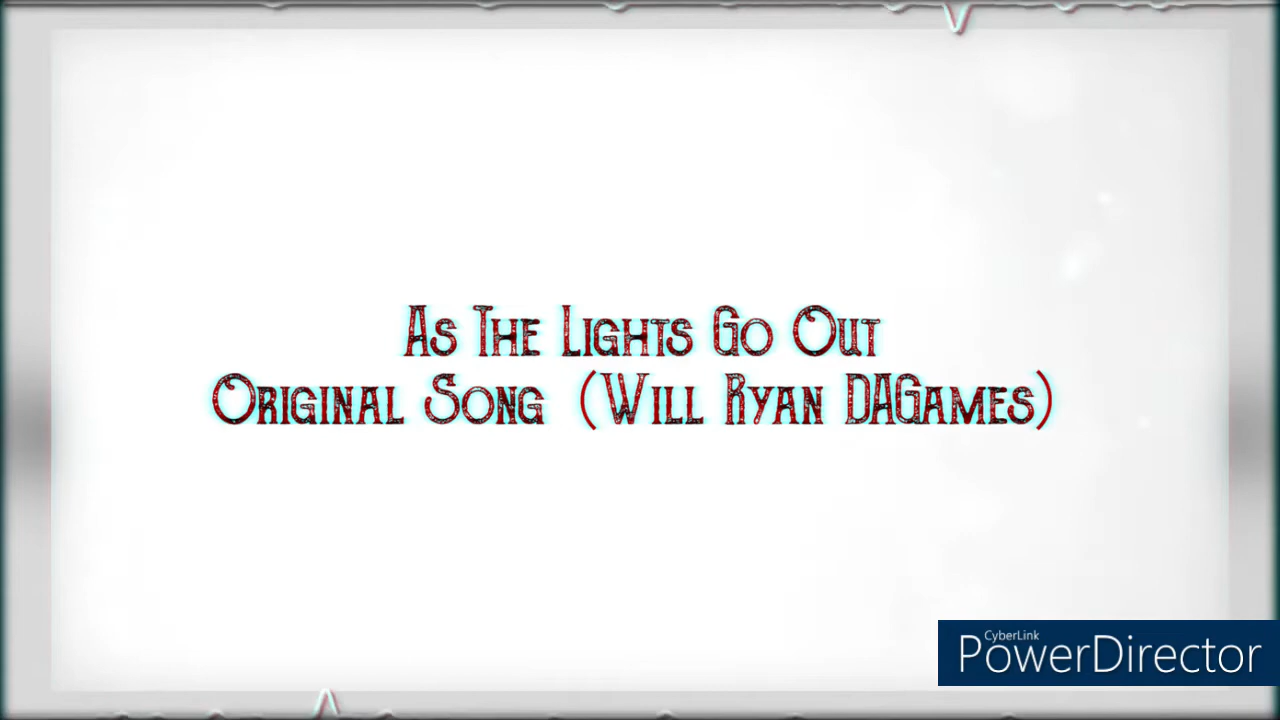 As The Lights Go Out
Original Song (Will Ryan DAGames)
CyberLink
PowerDirector